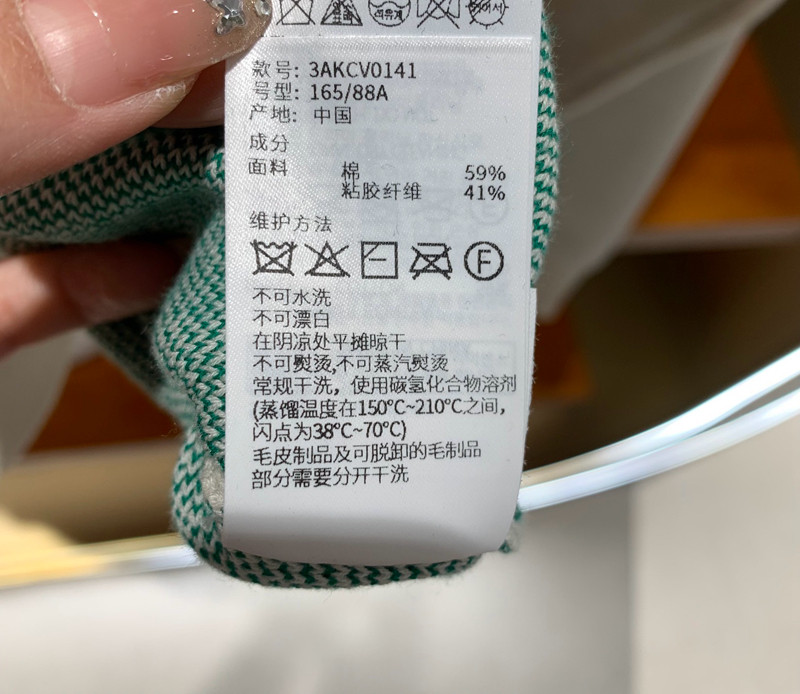 款号: 3AKCV0141
号型: 165/88A
产地: 中国
成分
面料 棉 59%
粘胶纤维 41%
维护方法
F
不可水洗
不可漂白
在阴凉处平摊晾干
不可熨烫,不可蒸汽熨烫
常规干洗，使用碳氢化合物溶剂
(蒸馏温度在150°C~210°C之间，
闪点为38°C~70°C)
毛皮制品及可脱卸的毛制品
部分需要分开干洗